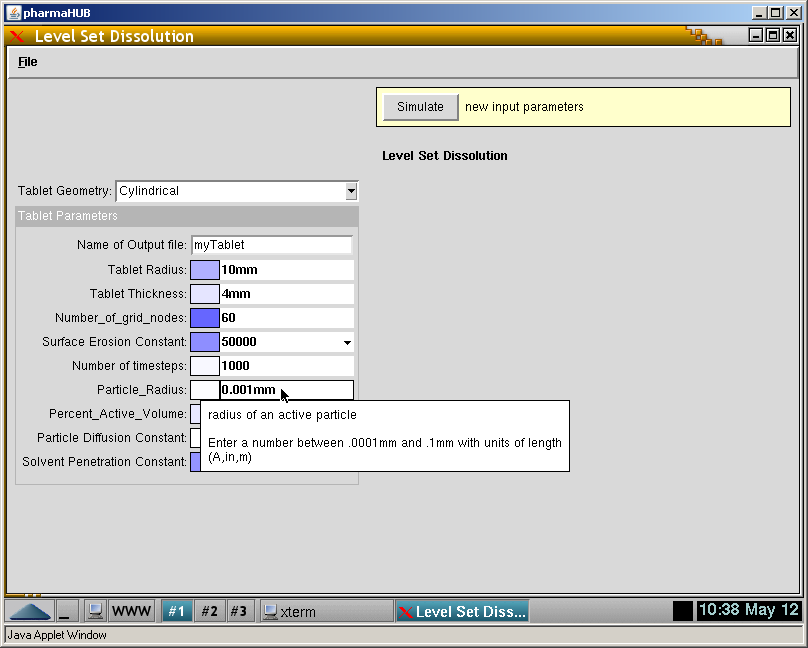 pharmaHUB
Level Set Dissolution
File
Simulate new input parameters
Level Set Dissolution
Tablet Geometry: Cylindrical
Tablet Parameters
Name of Output file: myTablet
Tablet Radius: 10mm
Tablet Thickness: 4mm
Number_of_grid_nodes: 60
Surface Erosion Constant: 50000
Number of timesteps: 1000
Particle_Radius: 0.001mm
Percent_Active_Volume:
radius of an active particle
Particle Diffusion Constant:
Enter a number between .0001mm and .1mm with units of length
(A,in,m)
Solvent Penetration Constant:
WWW #1 #2 #3 xterm Level Set Diss... 10:38 May 12
Java Applet Window